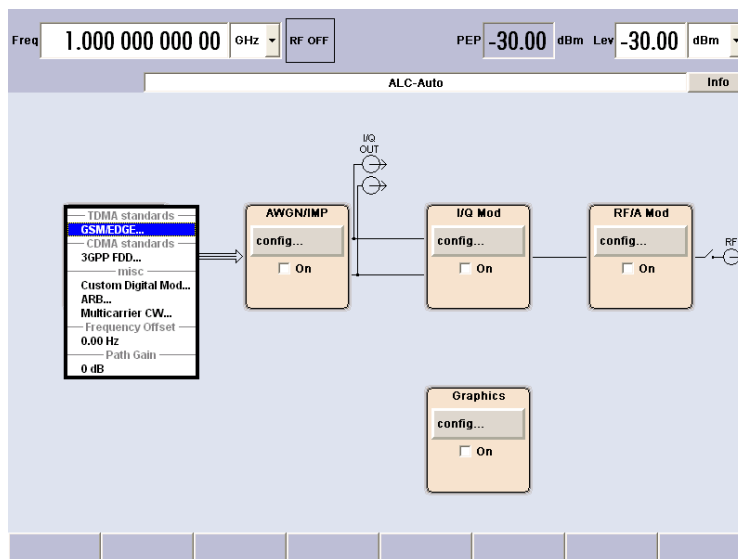 Freq 1.000 000 000 00 GHz RF OFF PEP -30.00 dBm Lev -30.00 dBm
ALC-Auto Info
I/Q
OUT
TDMA standards
GSM/EDGE...
CDMA standards
3GPP FDD...
misc
Custom Digital Mod...
ARB...
Multicarrier CW...
Frequency Offset
0.00 Hz
Path Gain
0 dB
AWGN/IMP
config...
On
I/Q Mod
config...
On
RF/A Mod
config...
On
RF
Graphics
config...
On